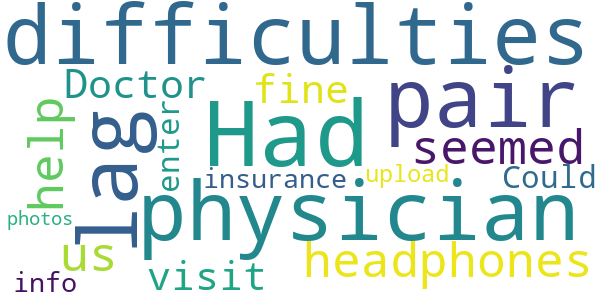 difficulties
Doctor
fine
pair
help
lag
enter
Had
seemed
insurance
upload
Could
physician
photos
us
visit
headphones
info